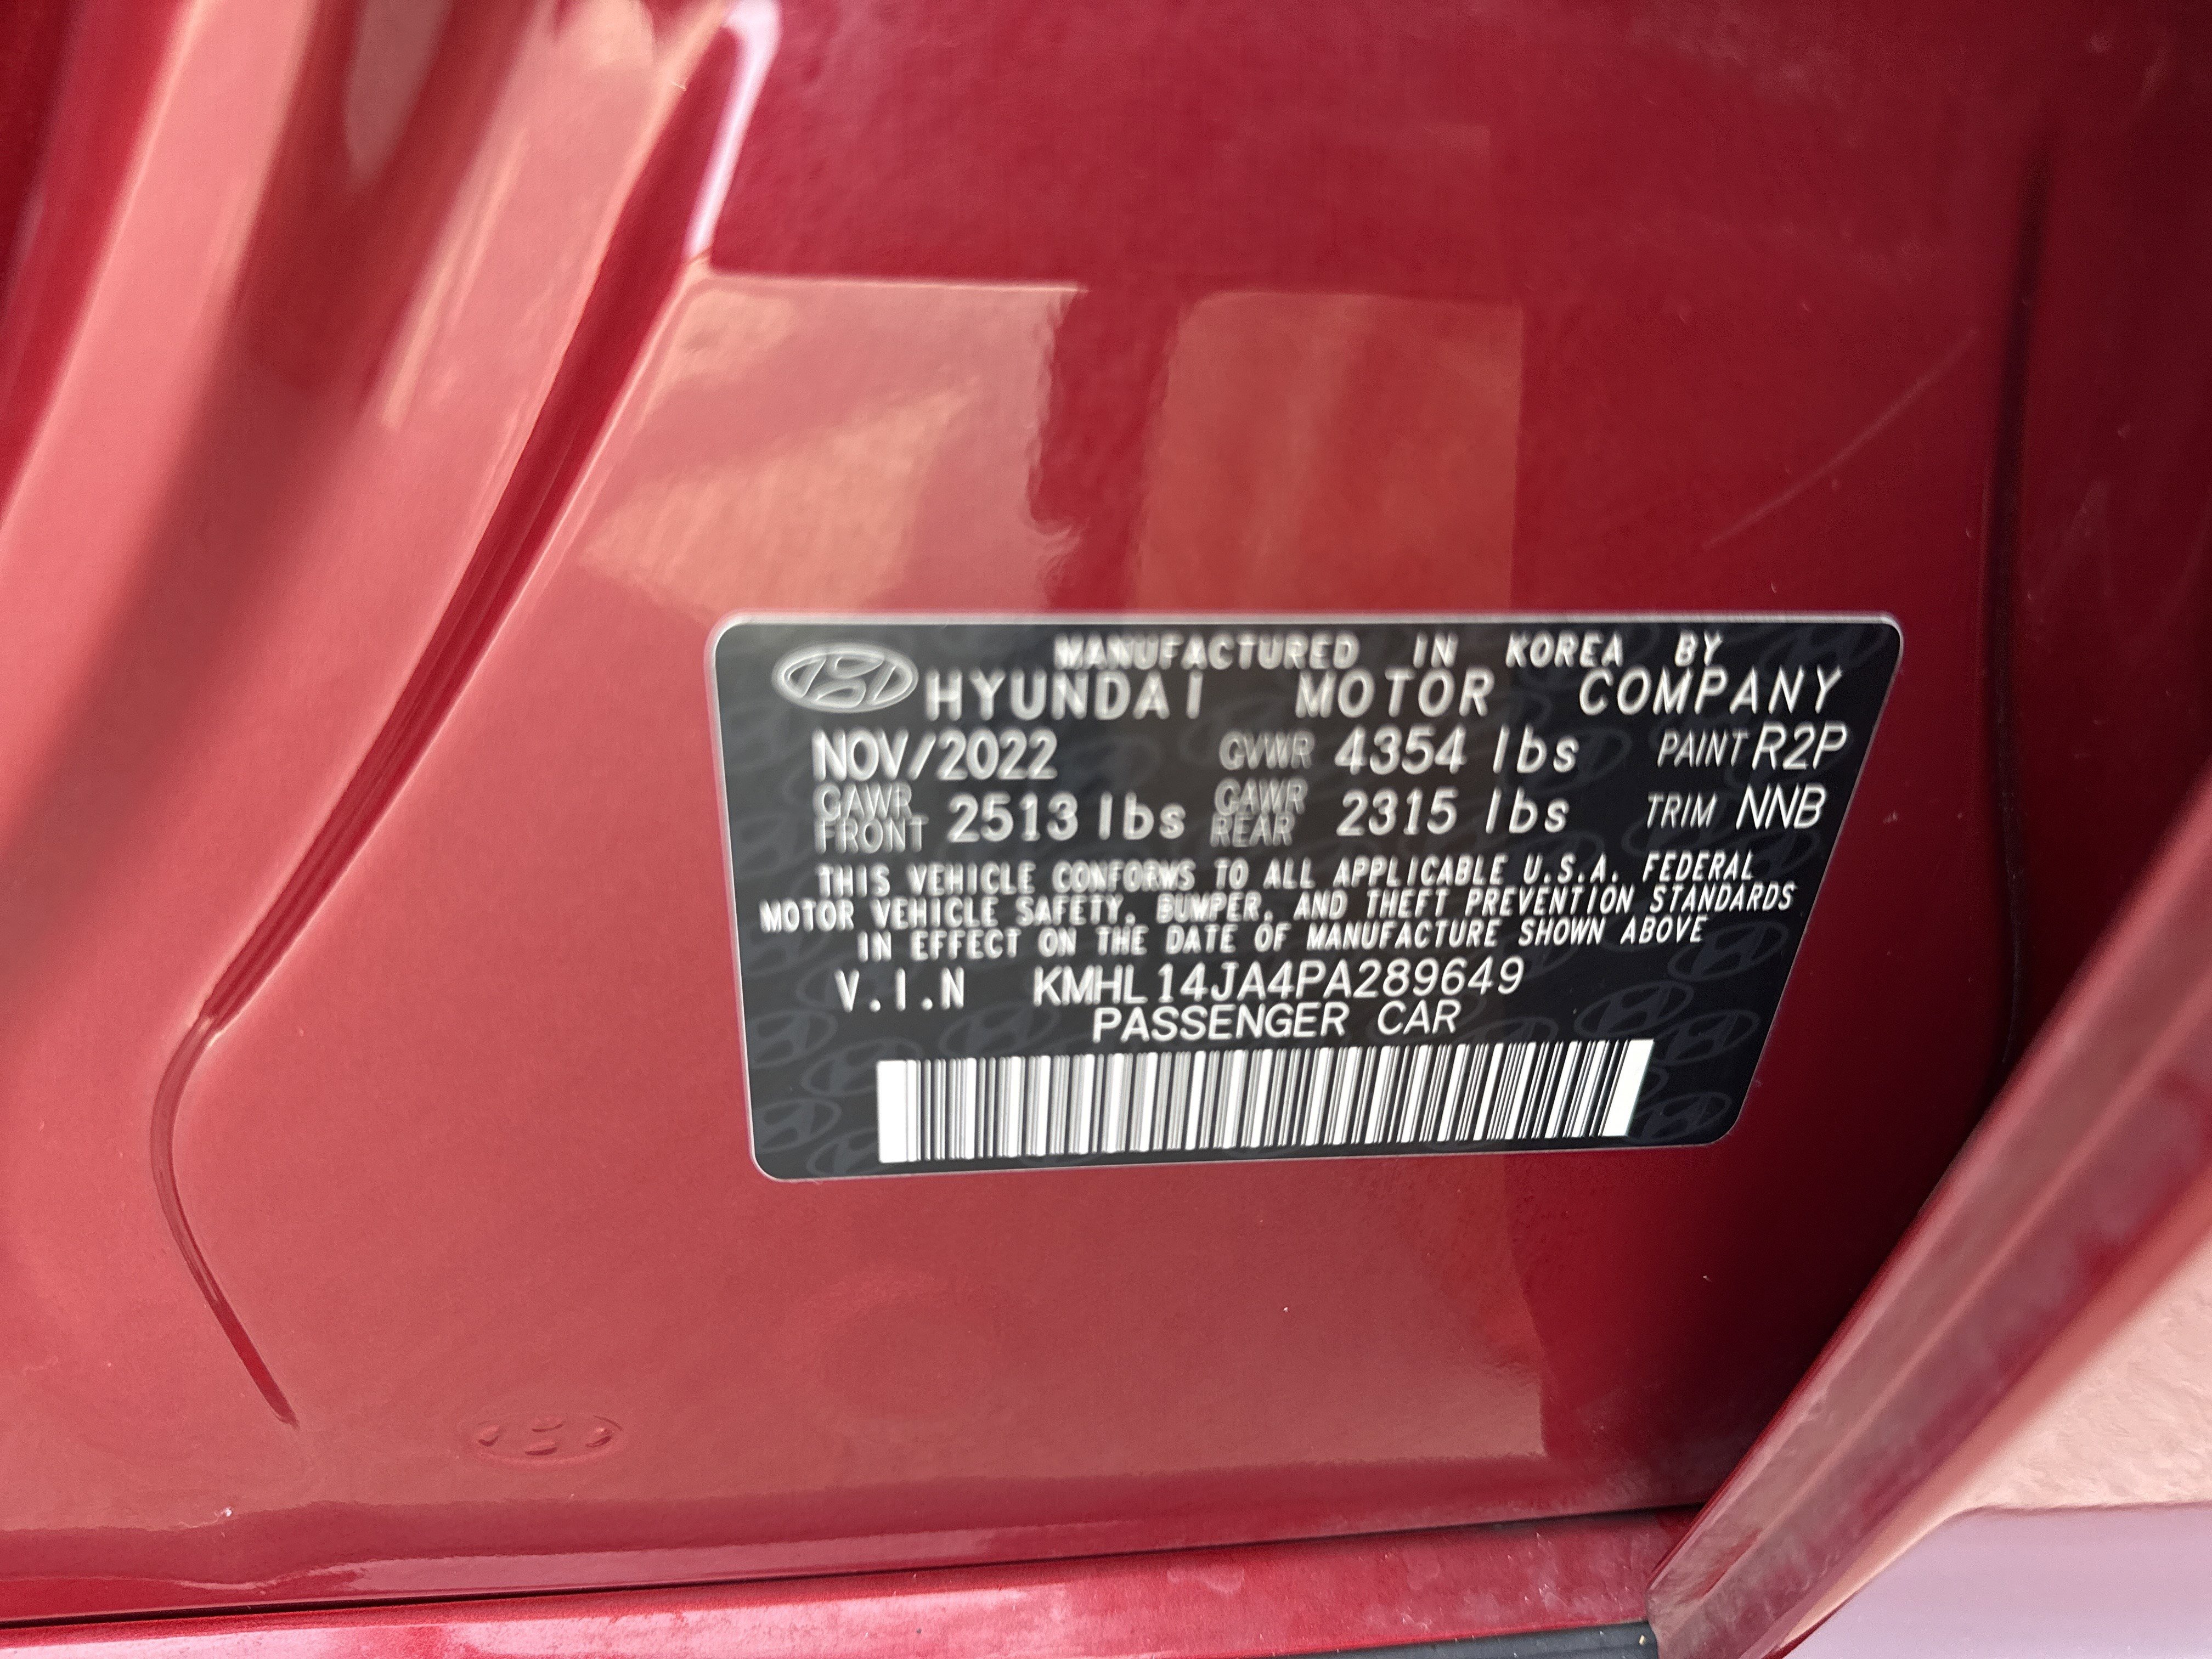 MANUFACTURED IN KOREA BY
HYUNDAI MOTOR COMPANY
NOV/2022 GVWR 4354 lbs PAINT R2P
GAWR FRONT 2513 lbs GAWR REAR 2315 lbs TRIM NNB
THIS VEHICLE CONFORMS TO ALL APPLICABLE U.S.A. FEDERAL
MOTOR VEHICLE SAFETY, BUMPER, AND THEFT PREVENTION STANDARDS
IN EFFECT ON THE DATE OF MANUFACTURE SHOWN ABOVE
V.I.N KMHL14JA4PA289649
PASSENGER CAR